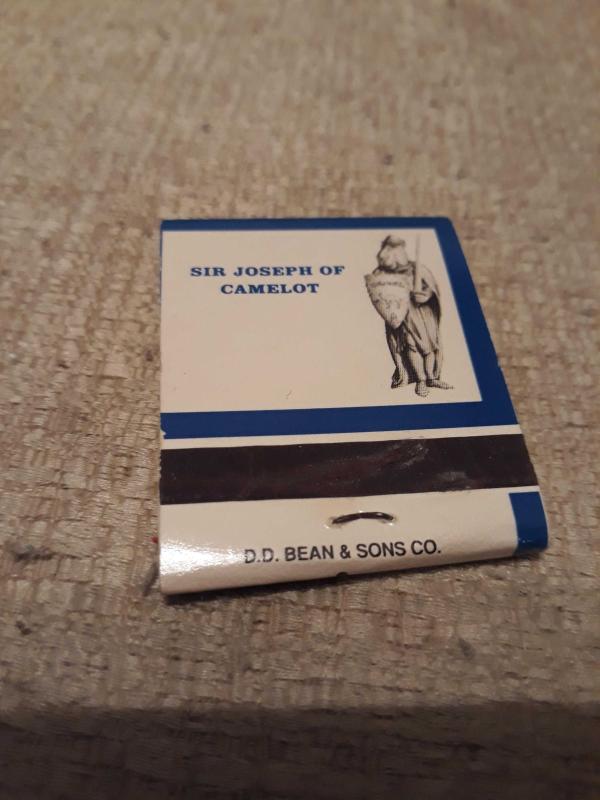 SIR JOSEPH OF
CAMELOT
D.D. BEAN & SONS CO.